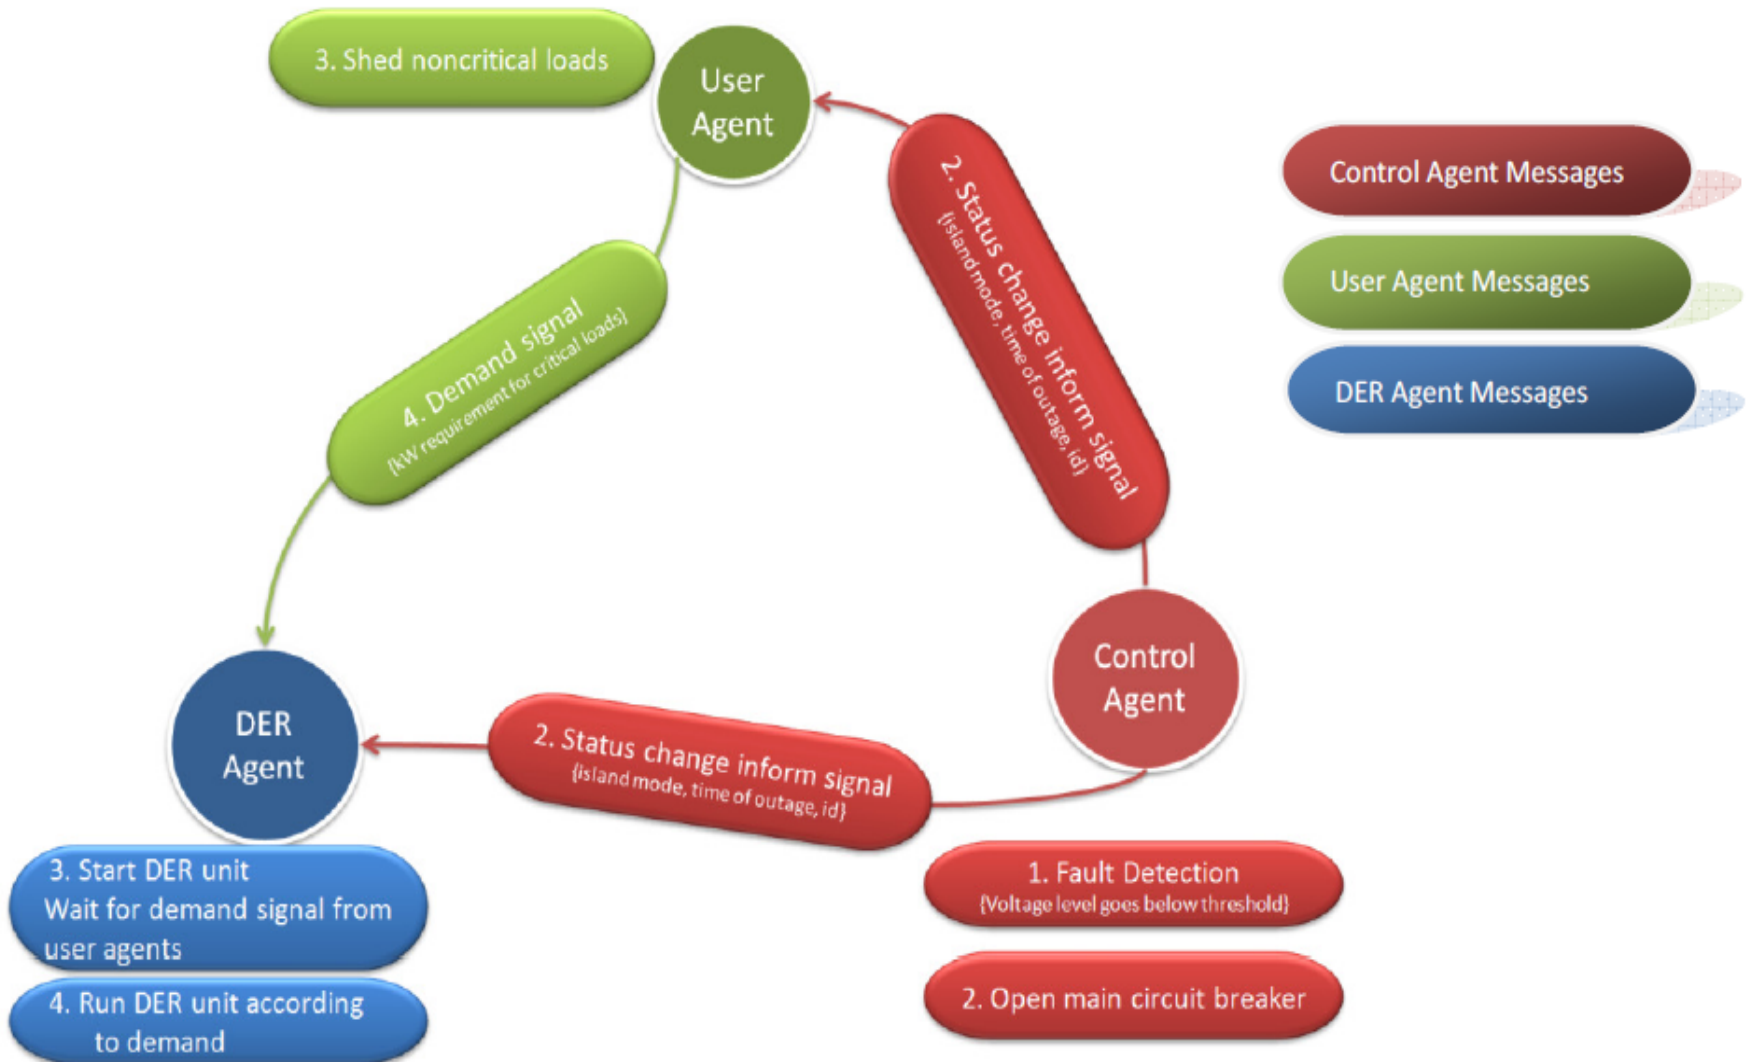 3. Shed noncritical loads
User
Agent
2. Status change inform signal
{island mode, time of outage, id}
Control Agent Messages
User Agent Messages
DER Agent Messages
4. Demand signal
{kW requirement for critical loads}
Control
Agent
DER
Agent
2. Status change inform signal
{island mode, time of outage, id}
3. Start DER unit
Wait for demand signal from
user agents
4. Run DER unit according
to demand
1. Fault Detection
{Voltage level goes below threshold}
2. Open main circuit breaker